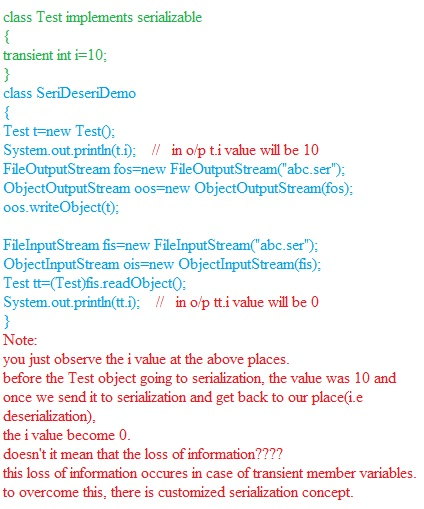 class Test implements serializable
{
transient int i=10;
}
class SeriDeseriDemo
{
Test t=new Test();
System.out.println(t.i);    //   in o/p t.i value will be 10
FileOutputStream fos=new FileOutputStream("abc.ser");
ObjectOutputStream oos=new ObjectOutputStream(fos);
oos.writeObject(t);
FileInputStream fis=new FileInputStream("abc.ser");
ObjectInputStream ois=new ObjectInputStream(fis);
Test tt=(Test)fis.readObject();
System.out.println(tt.i);    //   in o/p tt.i value will be 0
}
Note:
you just observe the i value at the above places.
before the Test object going to serialization, the value was 10 and
once we send it to serialization and get back to our place(i.e
deserialization),
the i value become 0.
doesn't it mean that the loss of information????
this loss of information occures in case of transient member variables.
to overcome this, there is customized serialization concept.